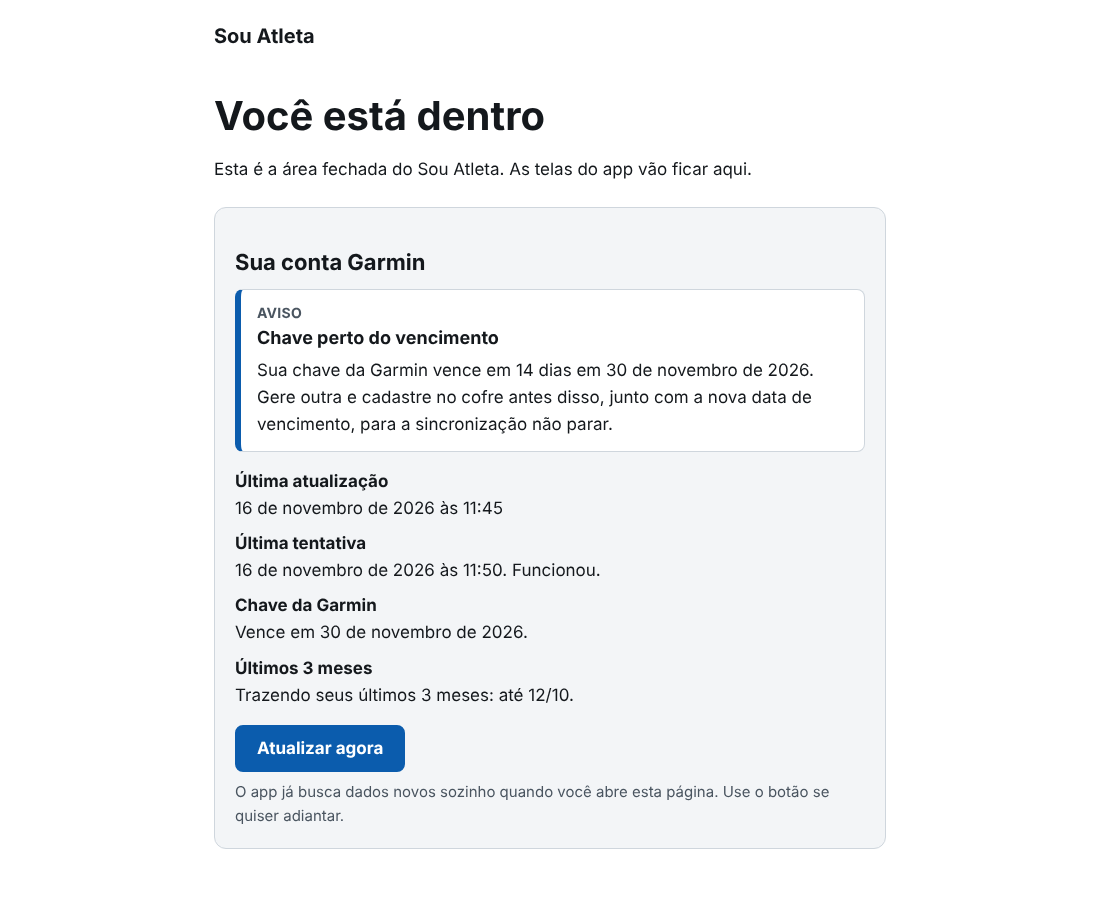 Sou Atleta
Você está dentro
Esta é a área fechada do Sou Atleta. As telas do app vão ficar aqui.
Sua conta Garmin
AVISO
Chave perto do vencimento
Sua chave da Garmin vence em 14 dias em 30 de novembro de 2026.
Gere outra e cadastre no cofre antes disso, junto com a nova data de
vencimento, para a sincronização não parar.
Última atualização
16 de novembro de 2026 às 11:45
Última tentativa
16 de novembro de 2026 às 11:50. Funcionou.
Chave da Garmin
Vence em 30 de novembro de 2026.
Últimos 3 meses
Trazendo seus últimos 3 meses: até 12/10.
Atualizar agora
O app já busca dados novos sozinho quando você abre esta página. Use o botão se
quiser adiantar.